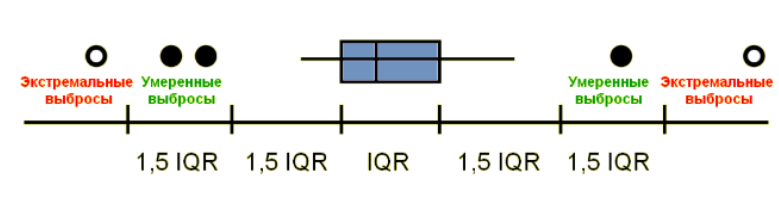 Экстремальные
выбросы
Умеренные
выбросы
Умеренные
выбросы
Экстремальные
выбросы
1,5 IQR
1,5 IQR
IQR
1,5 IQR
1,5 IQR